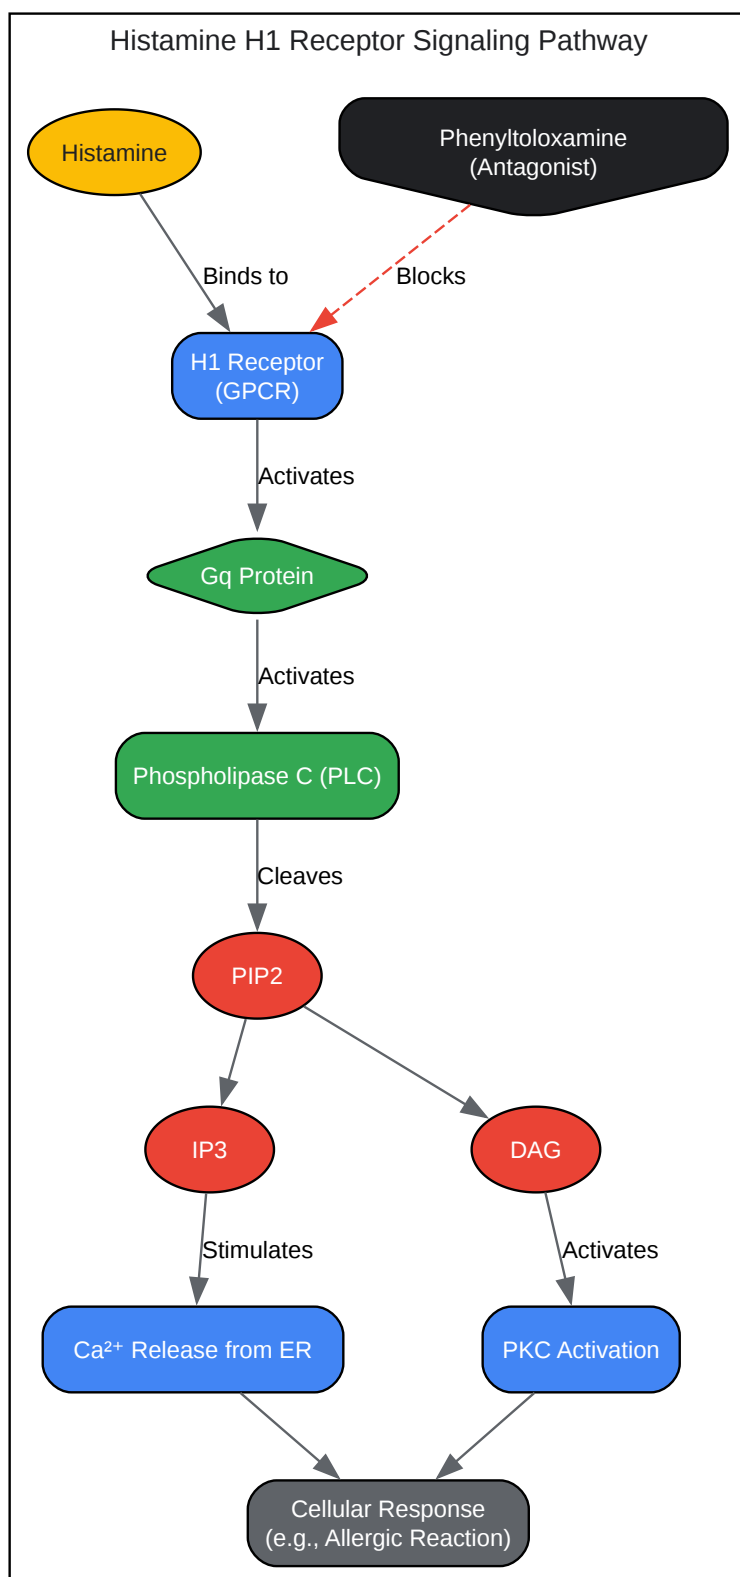 Histamine H1 Receptor Signaling Pathway
Histamine
Phenyltoloxamine
(Antagonist)
Binds to
Blocks
H1 Receptor
(GPCR)
Activates
Gq Protein
Activates
Phospholipase C (PLC)
Cleaves
PIP2
IP3
DAG
Stimulates
Activates
Ca²⁺ Release from ER
PKC Activation
Cellular Response
(e.g., Allergic Reaction)